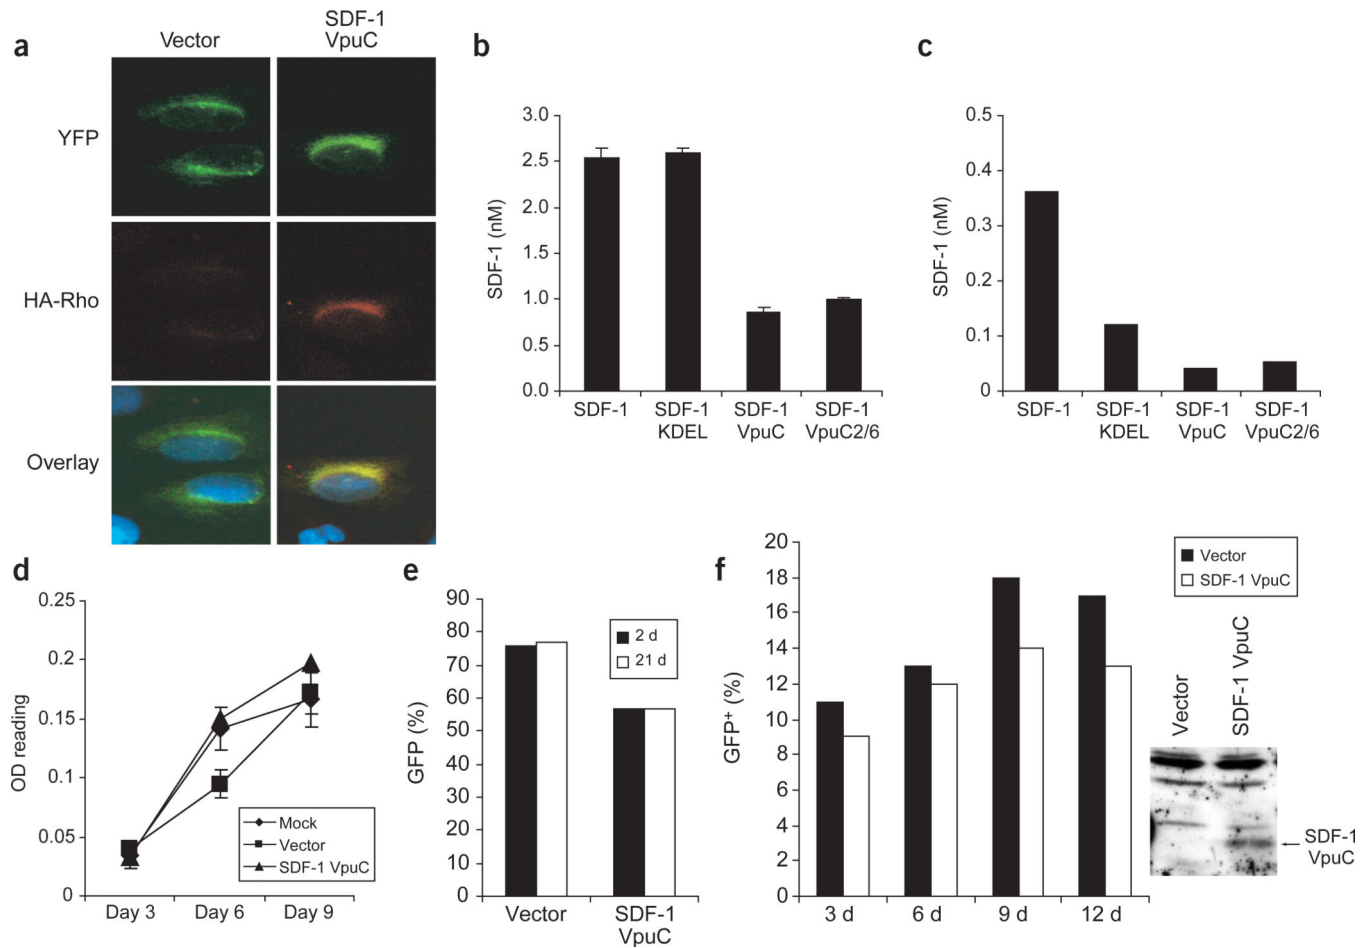 a
Vector
SDF-1
VpuC
YFP
HA-Rho
Overlay
b
SDF-1 (nM)
3.0
2.5
2.0
1.5
1.0
0.5
0.0
SDF-1
SDF-1
KDEL
SDF-1
VpuC
SDF-1
VpuC2/6
c
SDF-1 (nM)
0.5
0.4
0.3
0.2
0.1
0
SDF-1
SDF-1
KDEL
SDF-1
VpuC
SDF-1
VpuC2/6
d
OD reading
0.25
0.2
0.15
0.1
0.05
0
Day 3
Day 6
Day 9
Mock
Vector
SDF-1 VpuC
e
GFP (%)
90
80
70
60
50
40
30
20
10
0
2 d
21 d
Vector
SDF-1
VpuC
f
GFP+ (%)
20
18
16
14
12
10
8
6
4
2
0
3 d
6 d
9 d
12 d
Vector
SDF-1 VpuC
Vector
SDF-1 VpuC
SDF-1
VpuC